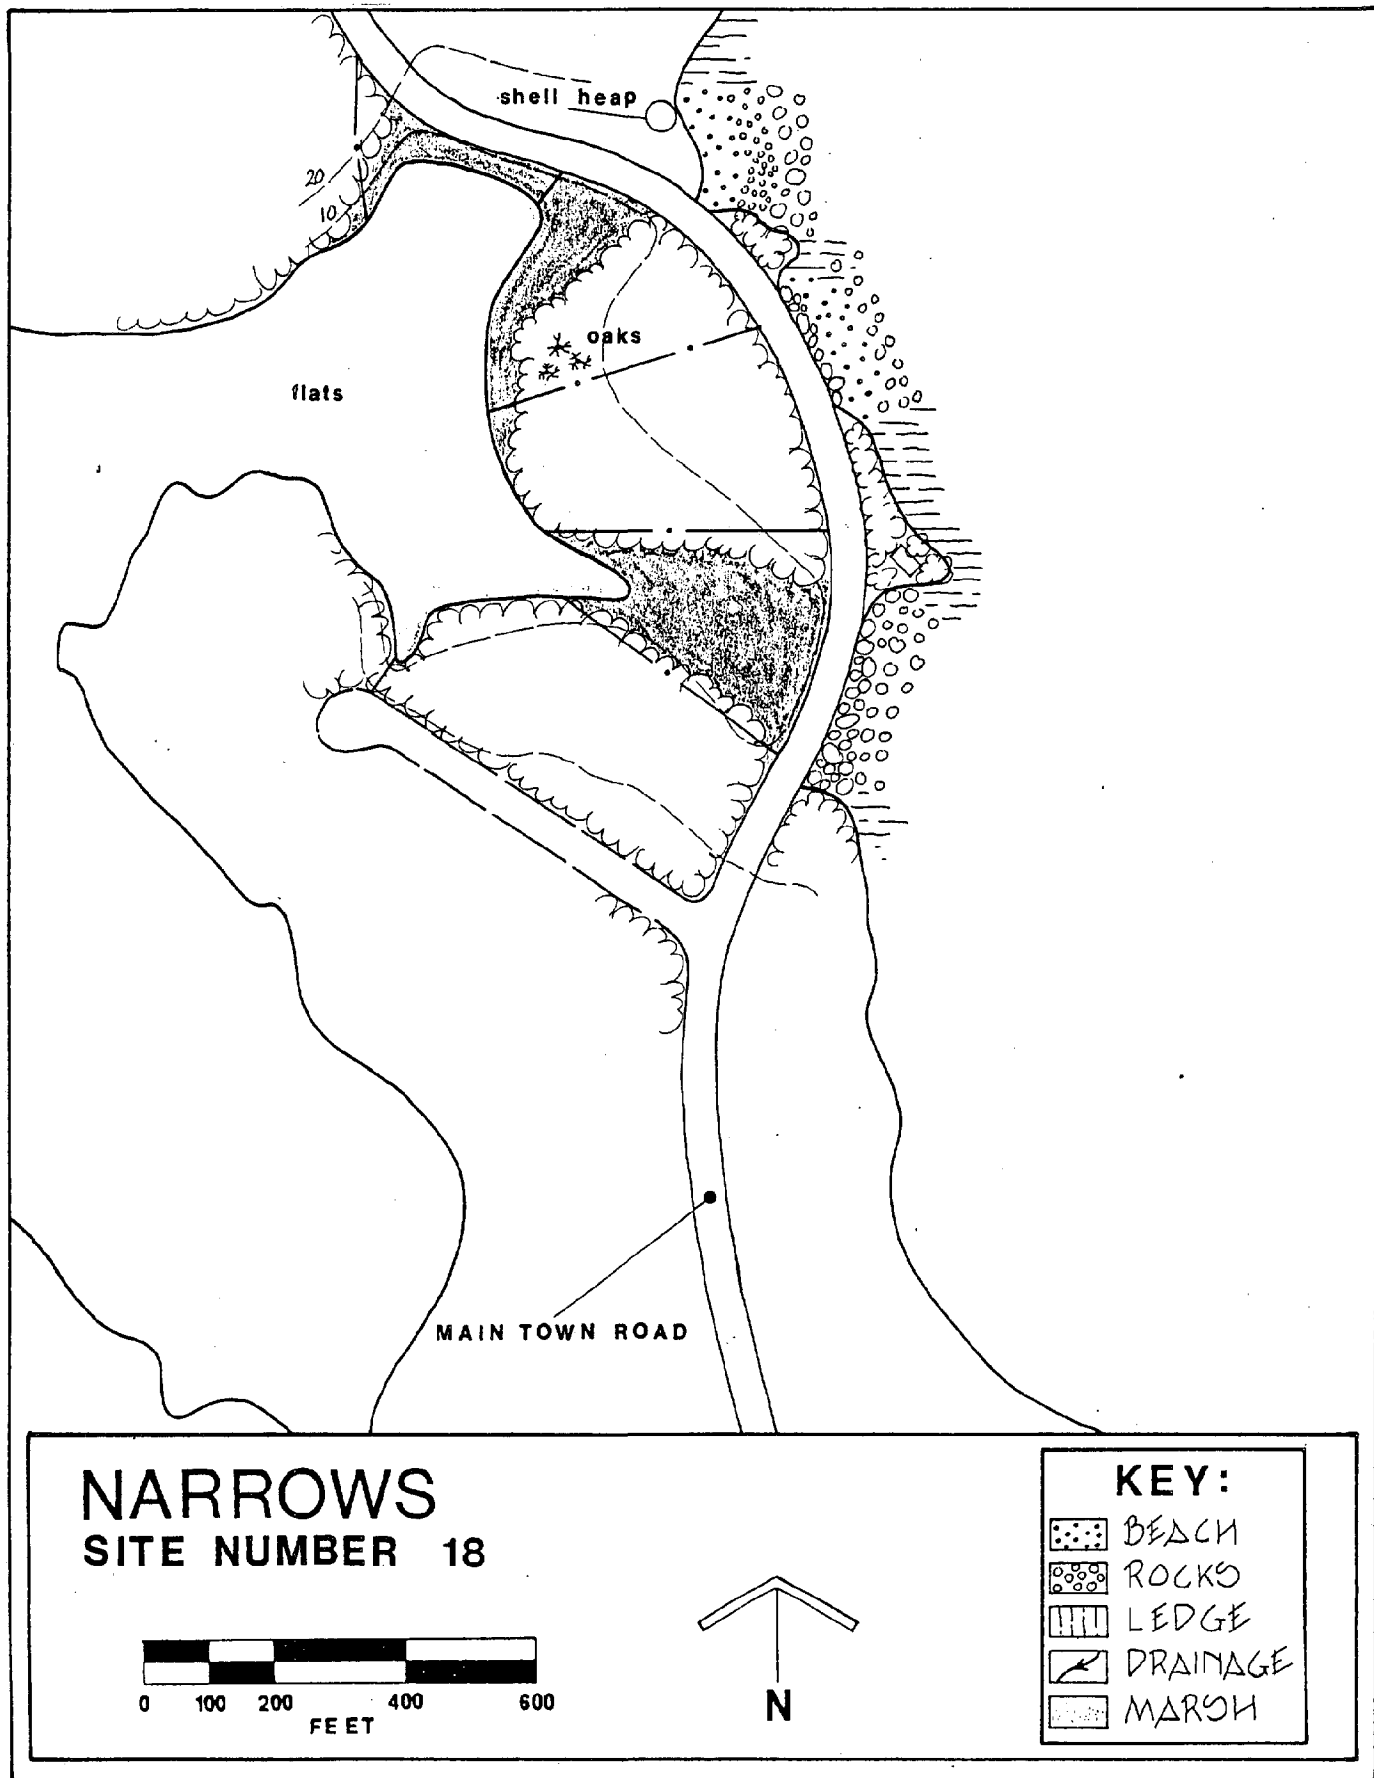 shell heap
20
10
oaks
flats
MAIN TOWN ROAD
NARROWS
SITE NUMBER 18
0 100 200 400 600
FEET
N
KEY:
BEACH
ROCKS
LEDGE
DRAINAGE
MARSH